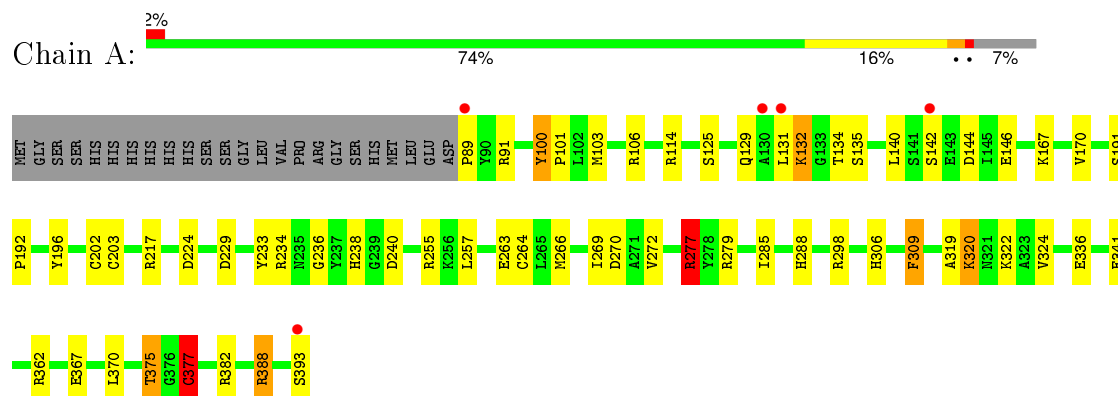 2%
Chain A:
74% 16% • • 7%
MET GLY SER SER HIS HIS HIS HIS HIS HIS SER SER GLY LEU VAL PRO ARG GLY SER HIS MET LEU GLU ASP P89 Y90 R91 Y100 P101 L102 M103 R106 R114 S125 Q129 A130 L131 K132 G133 T134 S135 L140 S141 S142 E143 D144 I145 E146 K167 V170 S191
P192 Y196 C202 C203 R217 D224 D229 Y233 R234 N235 G236 Y237 H238 G239 D240 R255 K256 L257 E263 C264 L265 M266 I269 D270 A271 V272 R277 Y278 R279 I285 H288 R298 H306 F309 A319 K320 N321 K322 A323 V324 E336
R362 E367 L370 T375 G376 C377 R382 R388 S393